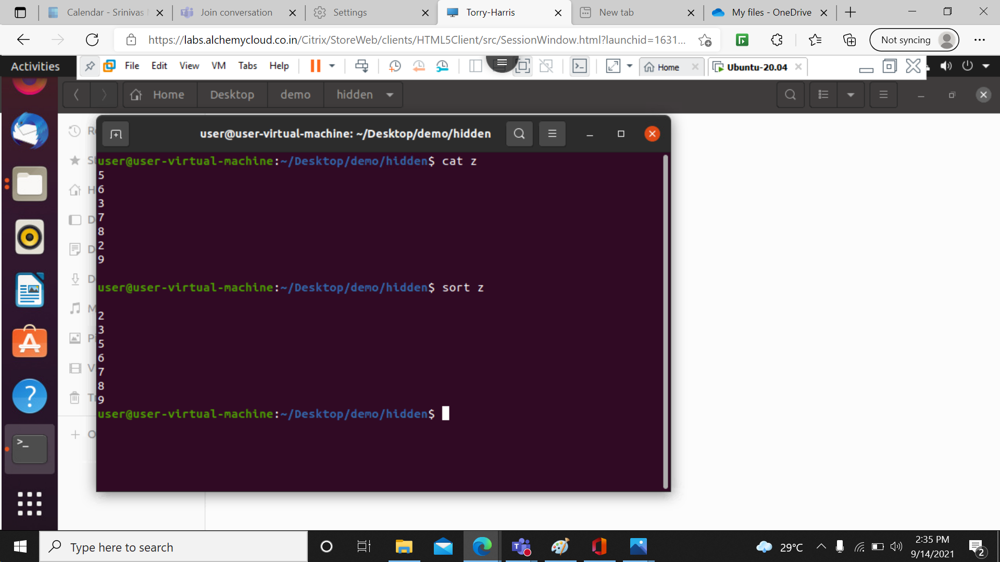 Calendar - Srinivas
Join conversation
Settings
Torry-Harris
New tab
My files - OneDrive
https://labs.alchemycloud.co.in/Citrix/StoreWeb/clients/HTML5Client/src/SessionWindow.html?launchid=1631...
Not syncing
Activities
File Edit View VM Tabs Help
Home
Ubuntu-20.04
Home Desktop demo hidden
user@user-virtual-machine: ~/Desktop/demo/hidden
user@user-virtual-machine:~/Desktop/demo/hidden$ cat z
5
6
3
7
8
2
9
user@user-virtual-machine:~/Desktop/demo/hidden$ sort z
2
3
5
6
7
8
9
user@user-virtual-machine:~/Desktop/demo/hidden$
Type here to search
29°C
2:35 PM
9/14/2021
2